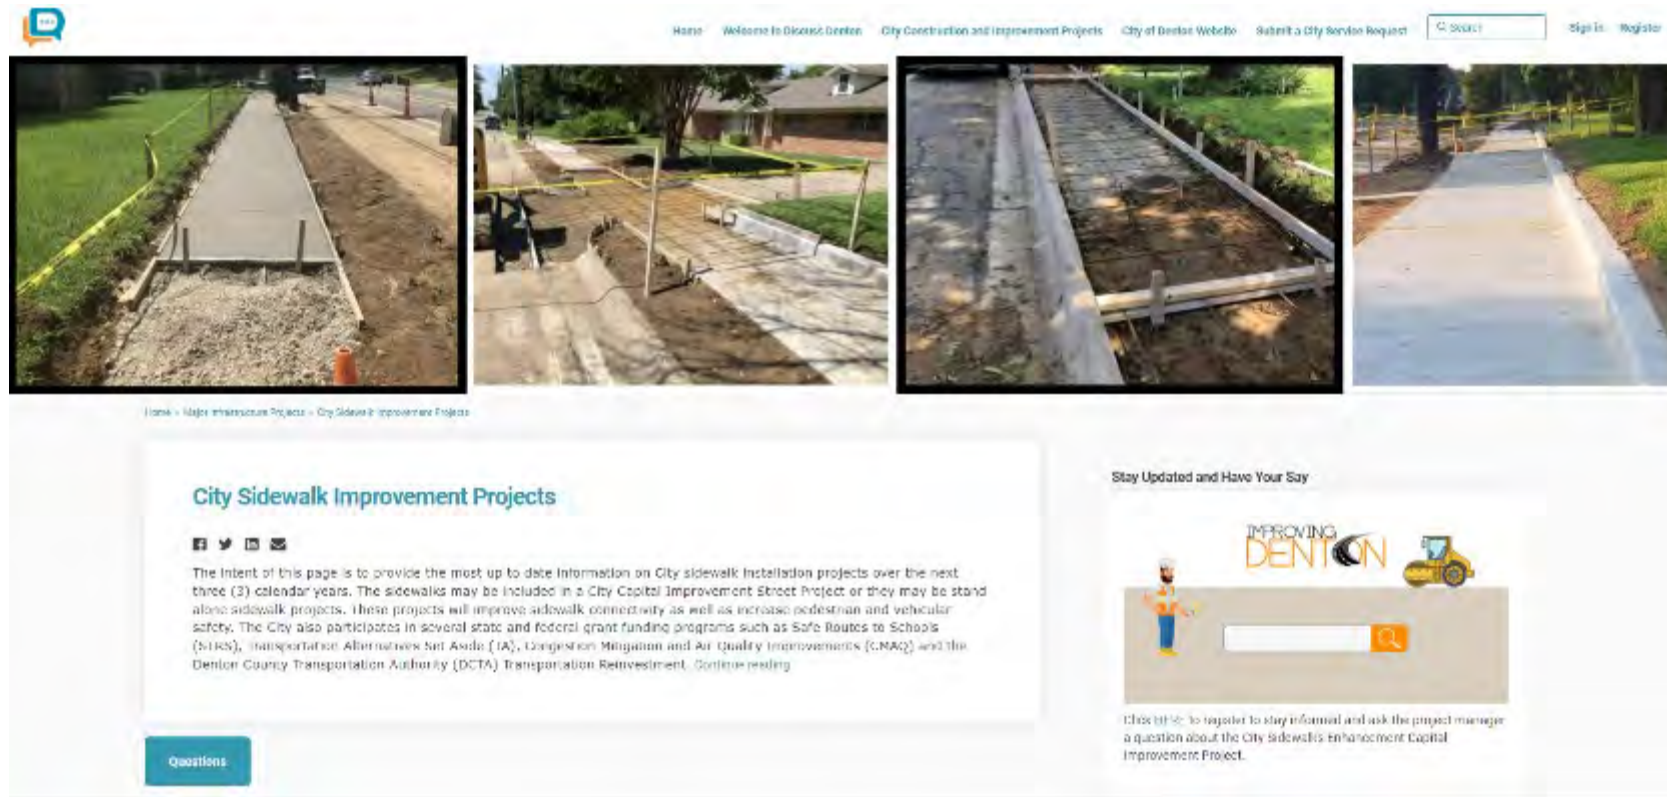 Home Welcome to Discuss Denton City Construction and Improvement Projects City of Denton Website Submit a City Service Request Search Sign in Register
Home » Major Infrastructure Projects » City Sidewalk Improvement Projects
City Sidewalk Improvement Projects
The intent of this page is to provide the most up to date information on City sidewalk installation projects over the next
three (3) calendar years. The sidewalks may be included in a City Capital Improvement Street Project or they may be stand
alone sidewalk projects. These projects will improve sidewalk connectivity as well as increase pedestrian and vehicular
safety. The City also participates in several state and federal grant funding programs such as Safe Routes to Schools
(STRS), Transportation Alternatives Set Aside (TA), Congestion Mitigation and Air Quality Improvements (CMAQ) and the
Denton County Transportation Authority (DCTA) Transportation Reinvestment. Continue reading
Questions
Stay Updated and Have Your Say
IMPROVING
DENTON
Click HERE to register to stay informed and ask the project manager
a question about the City Sidewalks Enhancement Capital
Improvement Project.